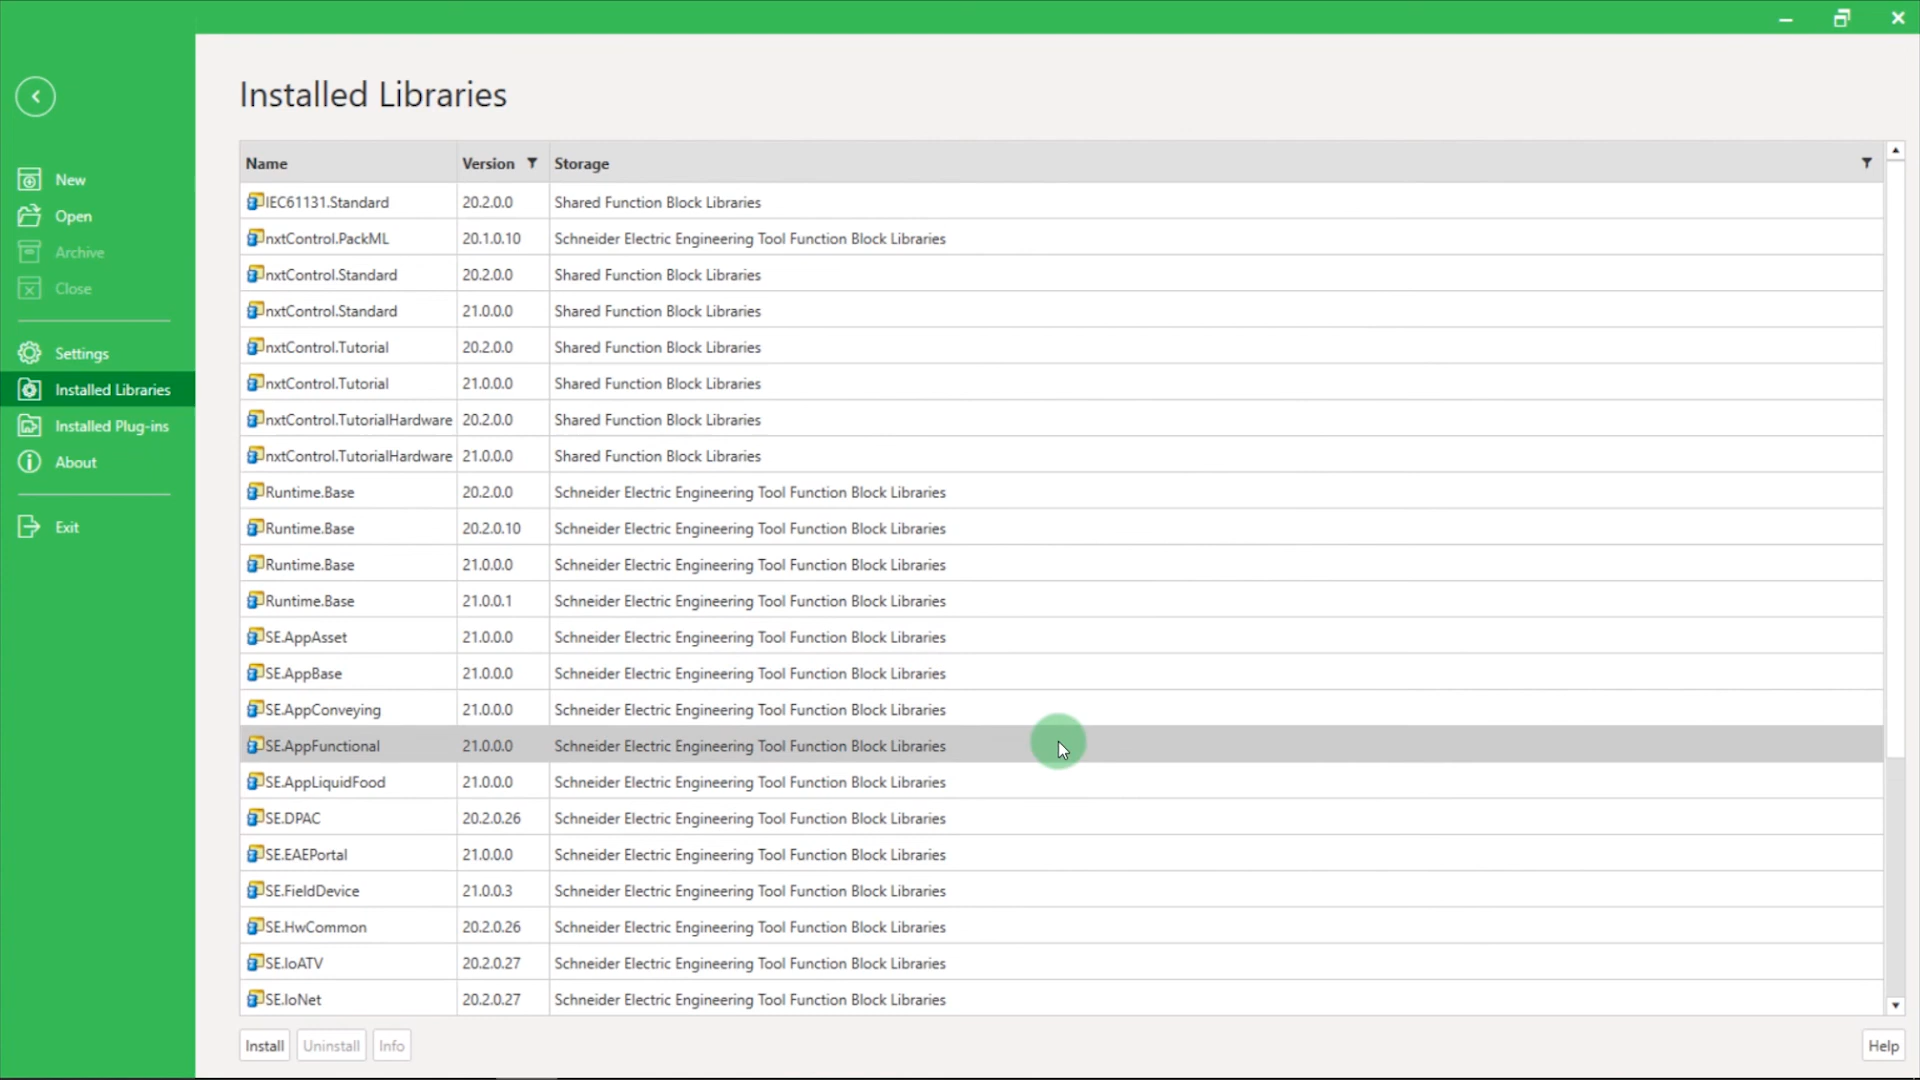 Installed Libraries
New
Open
Archive
Close
Settings
Installed Libraries
Installed Plug-ins
About
Exit
Name Version Storage
IEC61131.Standard 20.2.0.0 Shared Function Block Libraries
nxtControl.PackML 20.1.0.10 Schneider Electric Engineering Tool Function Block Libraries
nxtControl.Standard 20.2.0.0 Shared Function Block Libraries
nxtControl.Standard 21.0.0.0 Shared Function Block Libraries
nxtControl.Tutorial 20.2.0.0 Shared Function Block Libraries
nxtControl.Tutorial 21.0.0.0 Shared Function Block Libraries
nxtControl.TutorialHardware 20.2.0.0 Shared Function Block Libraries
nxtControl.TutorialHardware 21.0.0.0 Shared Function Block Libraries
Runtime.Base 20.2.0.0 Schneider Electric Engineering Tool Function Block Libraries
Runtime.Base 20.2.0.10 Schneider Electric Engineering Tool Function Block Libraries
Runtime.Base 21.0.0.0 Schneider Electric Engineering Tool Function Block Libraries
Runtime.Base 21.0.0.1 Schneider Electric Engineering Tool Function Block Libraries
SE.AppAsset 21.0.0.0 Schneider Electric Engineering Tool Function Block Libraries
SE.AppBase 21.0.0.0 Schneider Electric Engineering Tool Function Block Libraries
SE.AppConveying 21.0.0.0 Schneider Electric Engineering Tool Function Block Libraries
SE.AppFunctional 21.0.0.0 Schneider Electric Engineering Tool Function Block Libraries
SE.AppLiquidFood 21.0.0.0 Schneider Electric Engineering Tool Function Block Libraries
SE.DPAC 20.2.0.26 Schneider Electric Engineering Tool Function Block Libraries
SE.EAEPortal 21.0.0.0 Schneider Electric Engineering Tool Function Block Libraries
SE.FieldDevice 21.0.0.3 Schneider Electric Engineering Tool Function Block Libraries
SE.HwCommon 20.2.0.26 Schneider Electric Engineering Tool Function Block Libraries
SE.IoATV 20.2.0.27 Schneider Electric Engineering Tool Function Block Libraries
SE.IoNet 20.2.0.27 Schneider Electric Engineering Tool Function Block Libraries
Install Uninstall Info Help